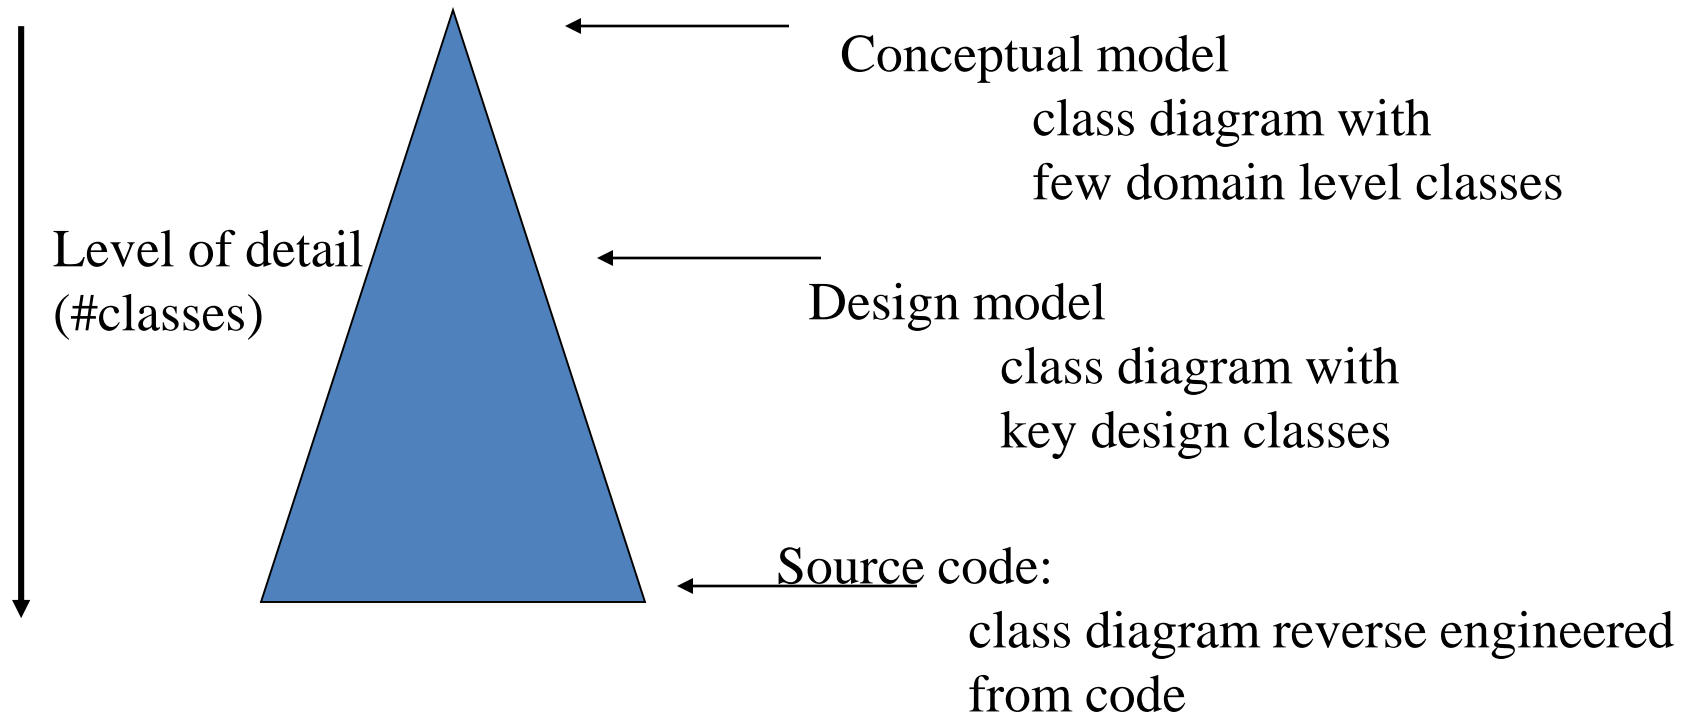 Conceptual model
class diagram with
few domain level classes
Level of detail
(#classes)
Design model
class diagram with
key design classes
Source code:
class diagram reverse engineered
from code